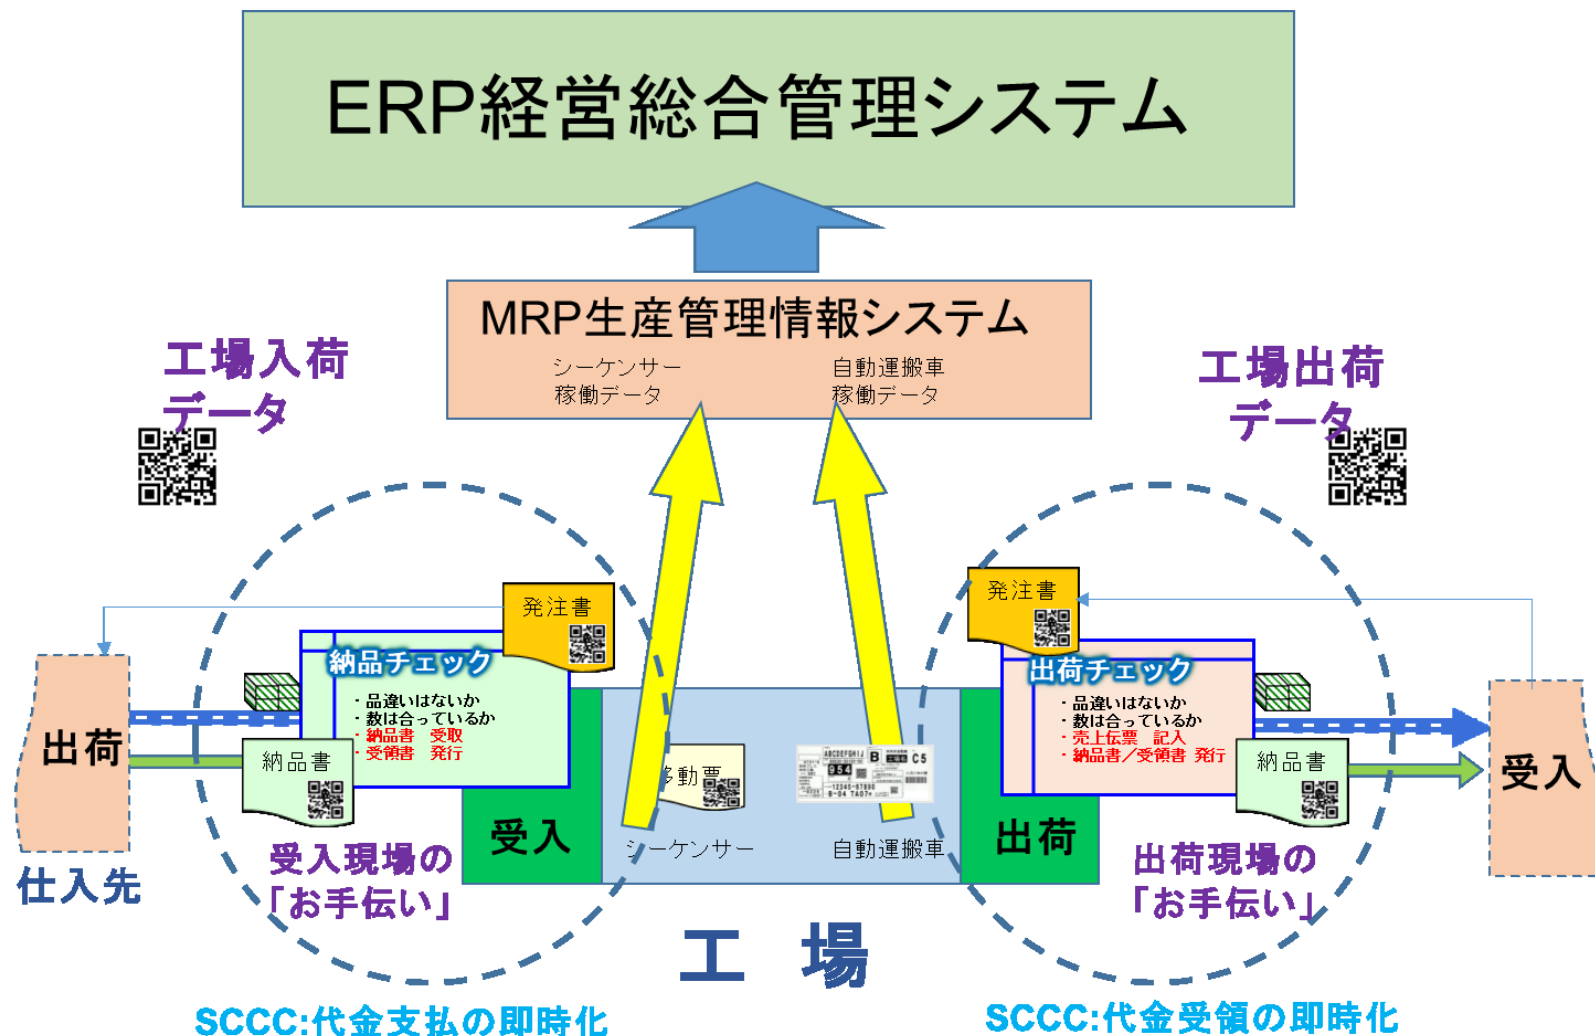 ERP経営総合管理システム
MRP生産管理情報システム
シーケンサー
稼働データ
自動運搬車
稼働データ
工場入荷
データ
工場出荷
データ
発注書
納品チェック
・品違いはないか
・数は合っているか
・納品書 受取
・受領書 発行
出荷
納品書
仕入先
受入現場の
「お手伝い」
受入
移動票
シーケンサー
ABCDEFGHIJ
954
B
C5
12345-67890
B-04 TA07
自動運搬車
工 場
発注書
出荷チェック
・品違いはないか
・数は合っているか
・売上伝票 記入
・納品書/受領書 発行
出荷
納品書
受入
出荷現場の
「お手伝い」
SCCC:代金支払の即時化
SCCC:代金受領の即時化